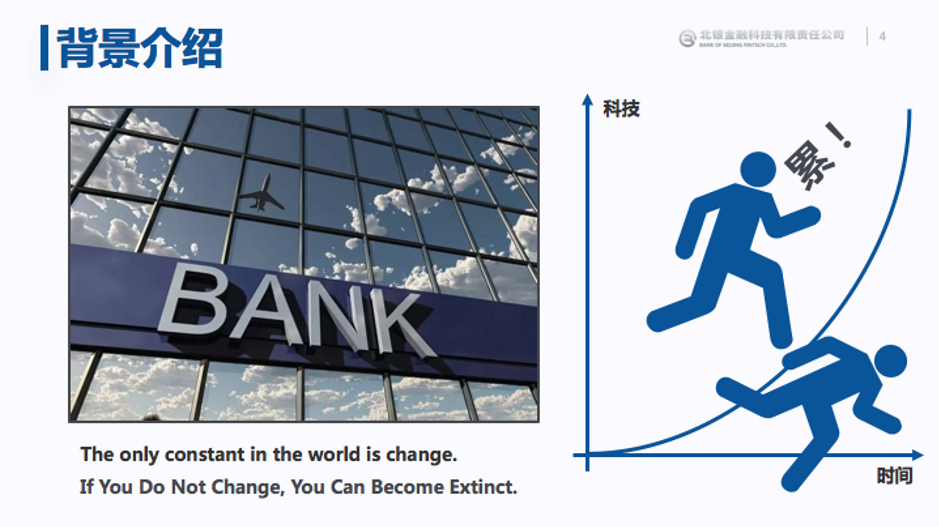 背景介绍
北银金融科技有限责任公司
BANK OF BEIJING FINTECH CO.,LTD.
4
BANK
The only constant in the world is change.
If You Do Not Change, You Can Become Extinct.
科技
累！
时间